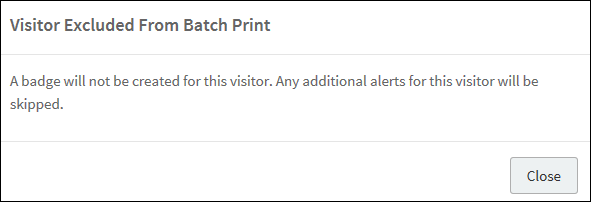 Visitor Excluded From Batch Print
A badge will not be created for this visitor. Any additional alerts for this visitor will be
skipped.
Close